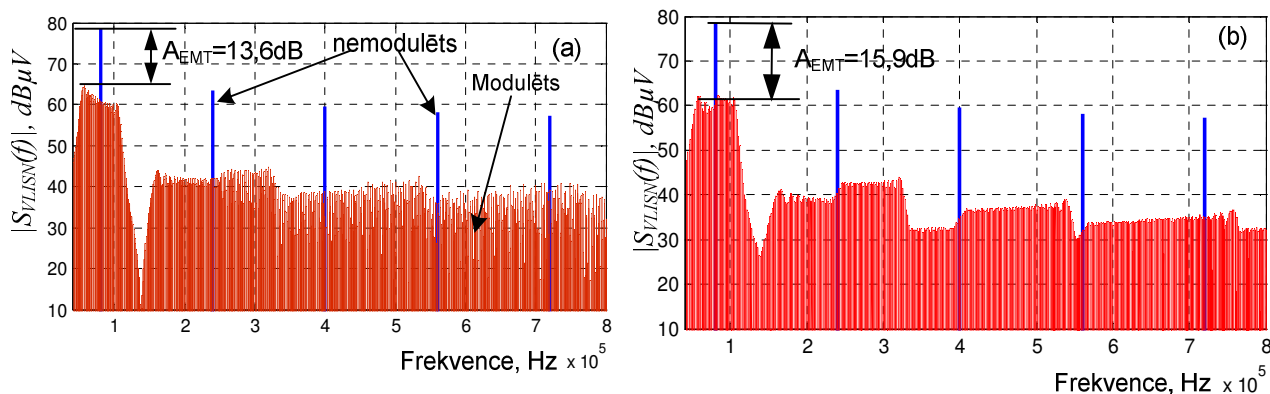 80
70
60
50
40
30
20
10
|S_VLISN(f)|, dBµV
A_EMT=13,6dB
nemodulēts
(a)
Modulēts
1 2 3 4 5 6 7 8
Frekvence, Hz × 10^5
80
70
60
50
40
30
20
10
|S_VLISN(f)|, dBµV
A_EMT=15,9dB
(b)
1 2 3 4 5 6 7 8
Frekvence, Hz × 10^5